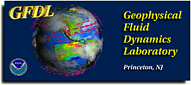 GFDL
Geophysical
Fluid
Dynamics
Laboratory
Princeton, NJ